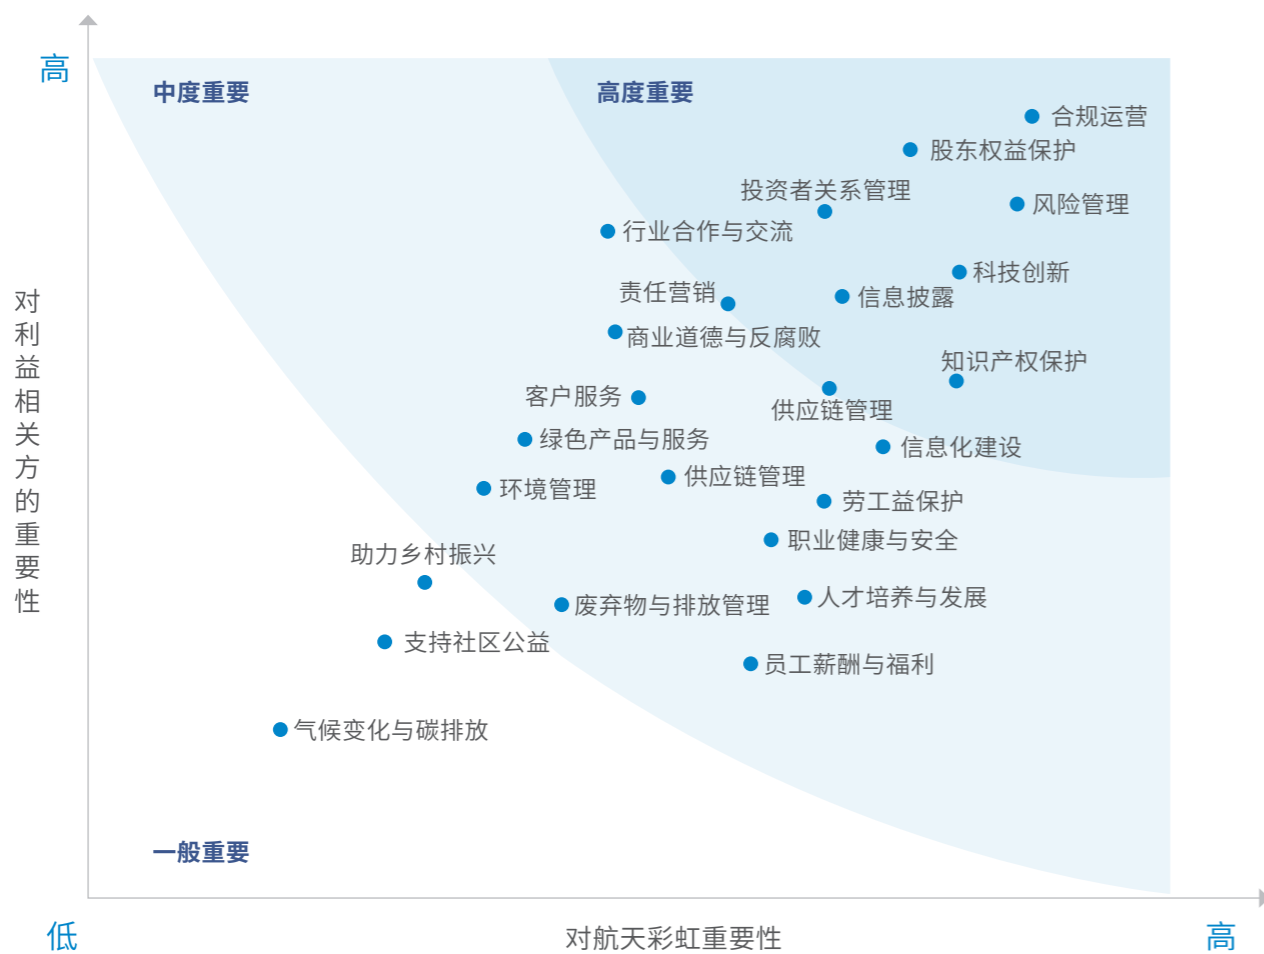 高
中度重要
高度重要
合规运营
股东权益保护
投资者关系管理
风险管理
行业合作与交流
科技创新
责任营销
信息披露
商业道德与反腐败
知识产权保护
客户服务
供应链管理
绿色产品与服务
信息化建设
供应链管理
环境管理
劳工益保护
职业健康与安全
助力乡村振兴
人才培养与发展
废弃物与排放管理
支持社区公益
员工薪酬与福利
气候变化与碳排放
一般重要
对利益相关方的重要性
低
对航天彩虹重要性
高